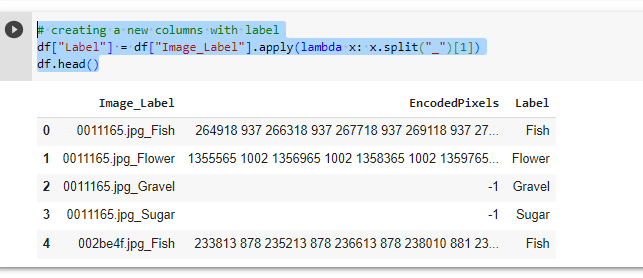 # creating a new columns with label
df["Label"] = df["Image_Label"].apply(lambda x: x.split("_")[1])
df.head()
Image_Label EncodedPixels Label
0 0011165.jpg_Fish 264918 937 266318 937 267718 937 269118 937 27... Fish
1 0011165.jpg_Flower 1355565 1002 1356965 1002 1358365 1002 1359765... Flower
2 0011165.jpg_Gravel -1 Gravel
3 0011165.jpg_Sugar -1 Sugar
4 002be4f.jpg_Fish 233813 878 235213 878 236613 878 238010 881 23... Fish